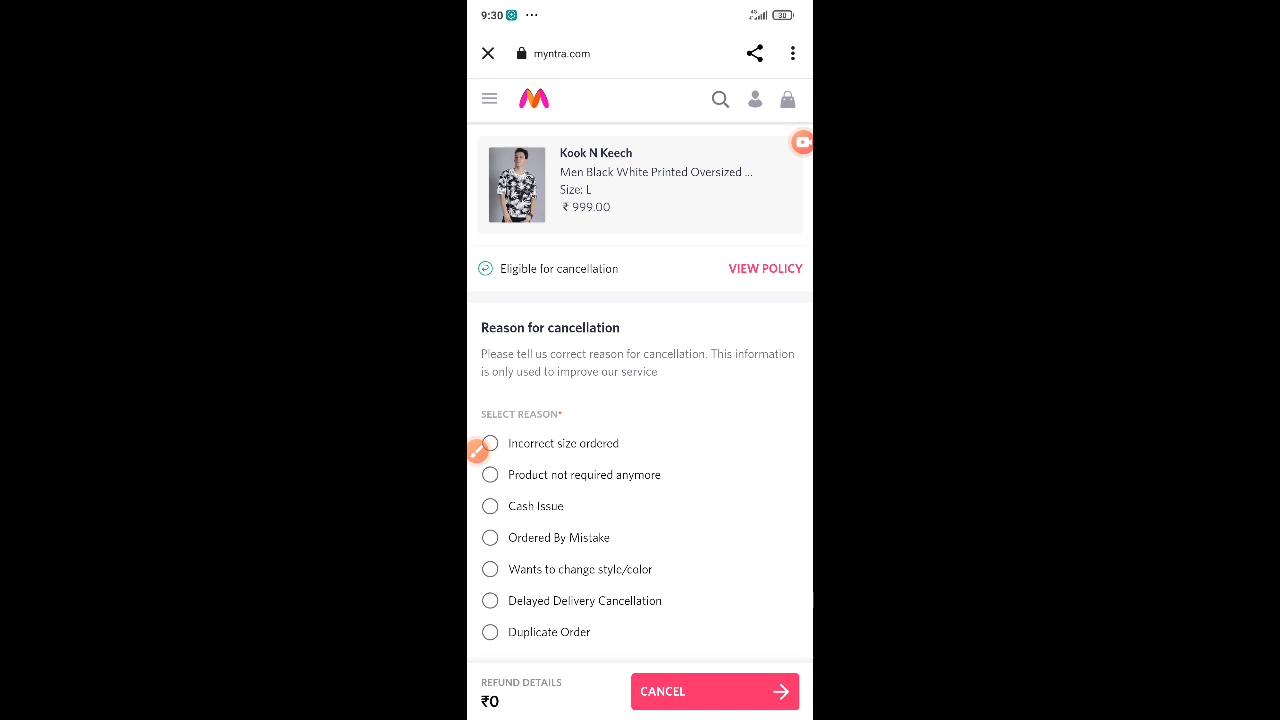 9:30
4G
30
myntra.com
Kook N Keech
Men Black White Printed Oversized ...
Size: L
₹ 999.00
Eligible for cancellation
VIEW POLICY
Reason for cancellation
Please tell us correct reason for cancellation. This information
is only used to improve our service
SELECT REASON*
Incorrect size ordered
Product not required anymore
Cash Issue
Ordered By Mistake
Wants to change style/color
Delayed Delivery Cancellation
Duplicate Order
REFUND DETAILS
₹0
CANCEL